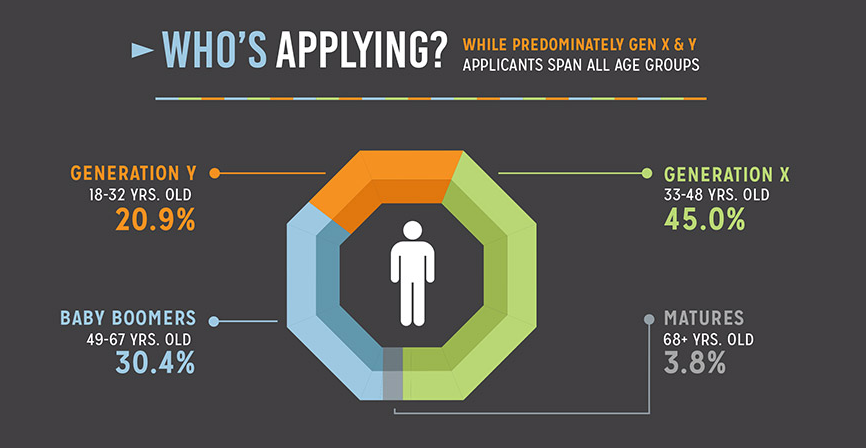 WHO'S APPLYING?
WHILE PREDOMINATELY GEN X & Y
APPLICANTS SPAN ALL AGE GROUPS
GENERATION Y
18-32 YRS. OLD
20.9%
GENERATION X
33-48 YRS. OLD
45.0%
BABY BOOMERS
49-67 YRS. OLD
30.4%
MATURES
68+ YRS. OLD
3.8%